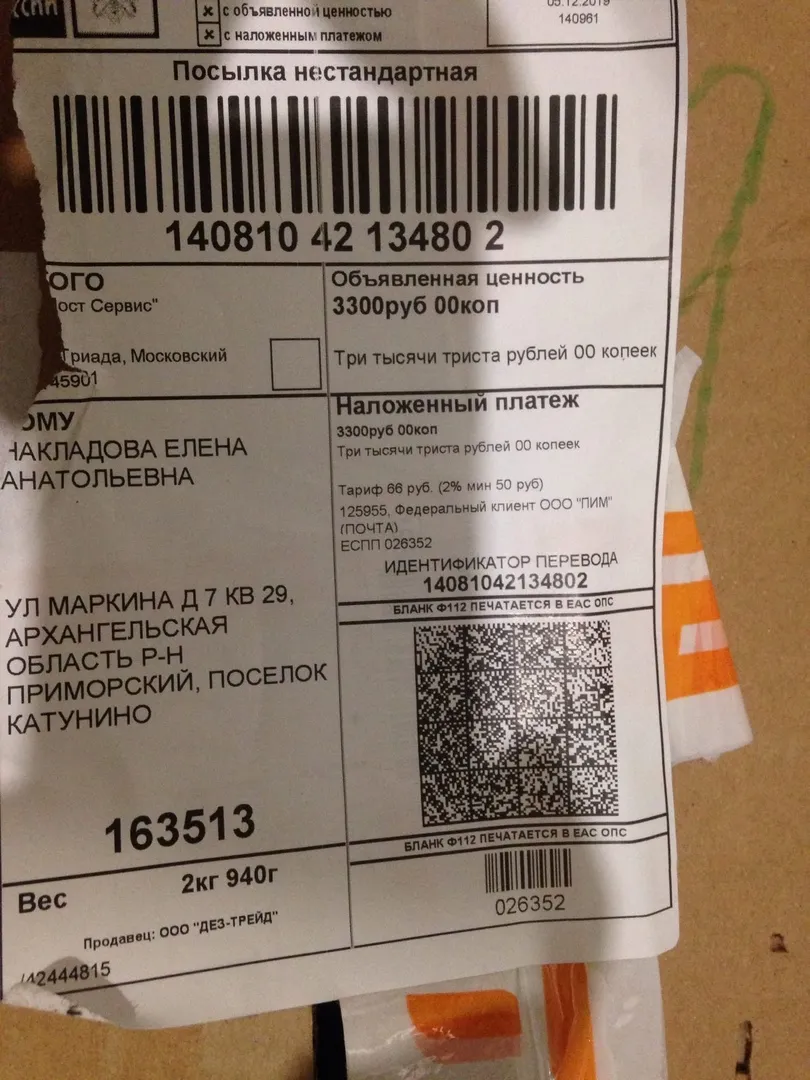 с объявленной ценностью
с наложенным платежом
05.12.2019
140961
Посылка нестандартная
140810 42 13480 2
ОГО
ост Сервис"
Триада, Московский
45901
Объявленная ценность
3300руб 00коп
Три тысячи триста рублей 00 копеек
ОМУ
НАКЛАДОВА ЕЛЕНА
АНАТОЛЬЕВНА
УЛ МАРКИНА Д 7 КВ 29,
АРХАНГЕЛЬСКАЯ
ОБЛАСТЬ Р-Н
ПРИМОРСКИЙ, ПОСЕЛОК
КАТУНИНО
163513
Наложенный платеж
3300руб 00коп
Три тысячи триста рублей 00 копеек
Тариф 66 руб. (2% мин 50 руб)
125955, Федеральный клиент ООО "ПИМ"
(ПОЧТА)
ЕСПП 026352
ИДЕНТИФИКАТОР ПЕРЕВОДА
14081042134802
БЛАНК Ф112 ПЕЧАТАЕТСЯ В ЕАС ОПС
БЛАНК Ф112 ПЕЧАТАЕТСЯ В ЕАС ОПС
026352
Вес 2кг 940г
Продавец: ООО "ДЕЗ-ТРЕЙД"
/42444815